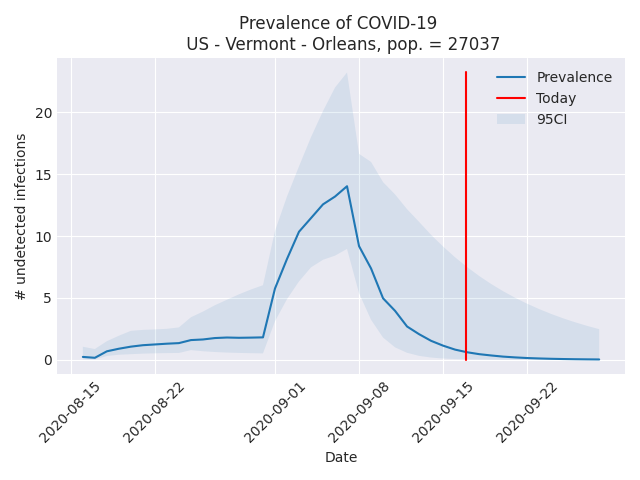 Prevalence of COVID-19
US - Vermont - Orleans, pop. = 27037
Prevalence
Today
95CI
# undetected infections
20
15
10
5
0
2020-08-15
2020-08-22
2020-09-01
2020-09-08
2020-09-15
2020-09-22
Date